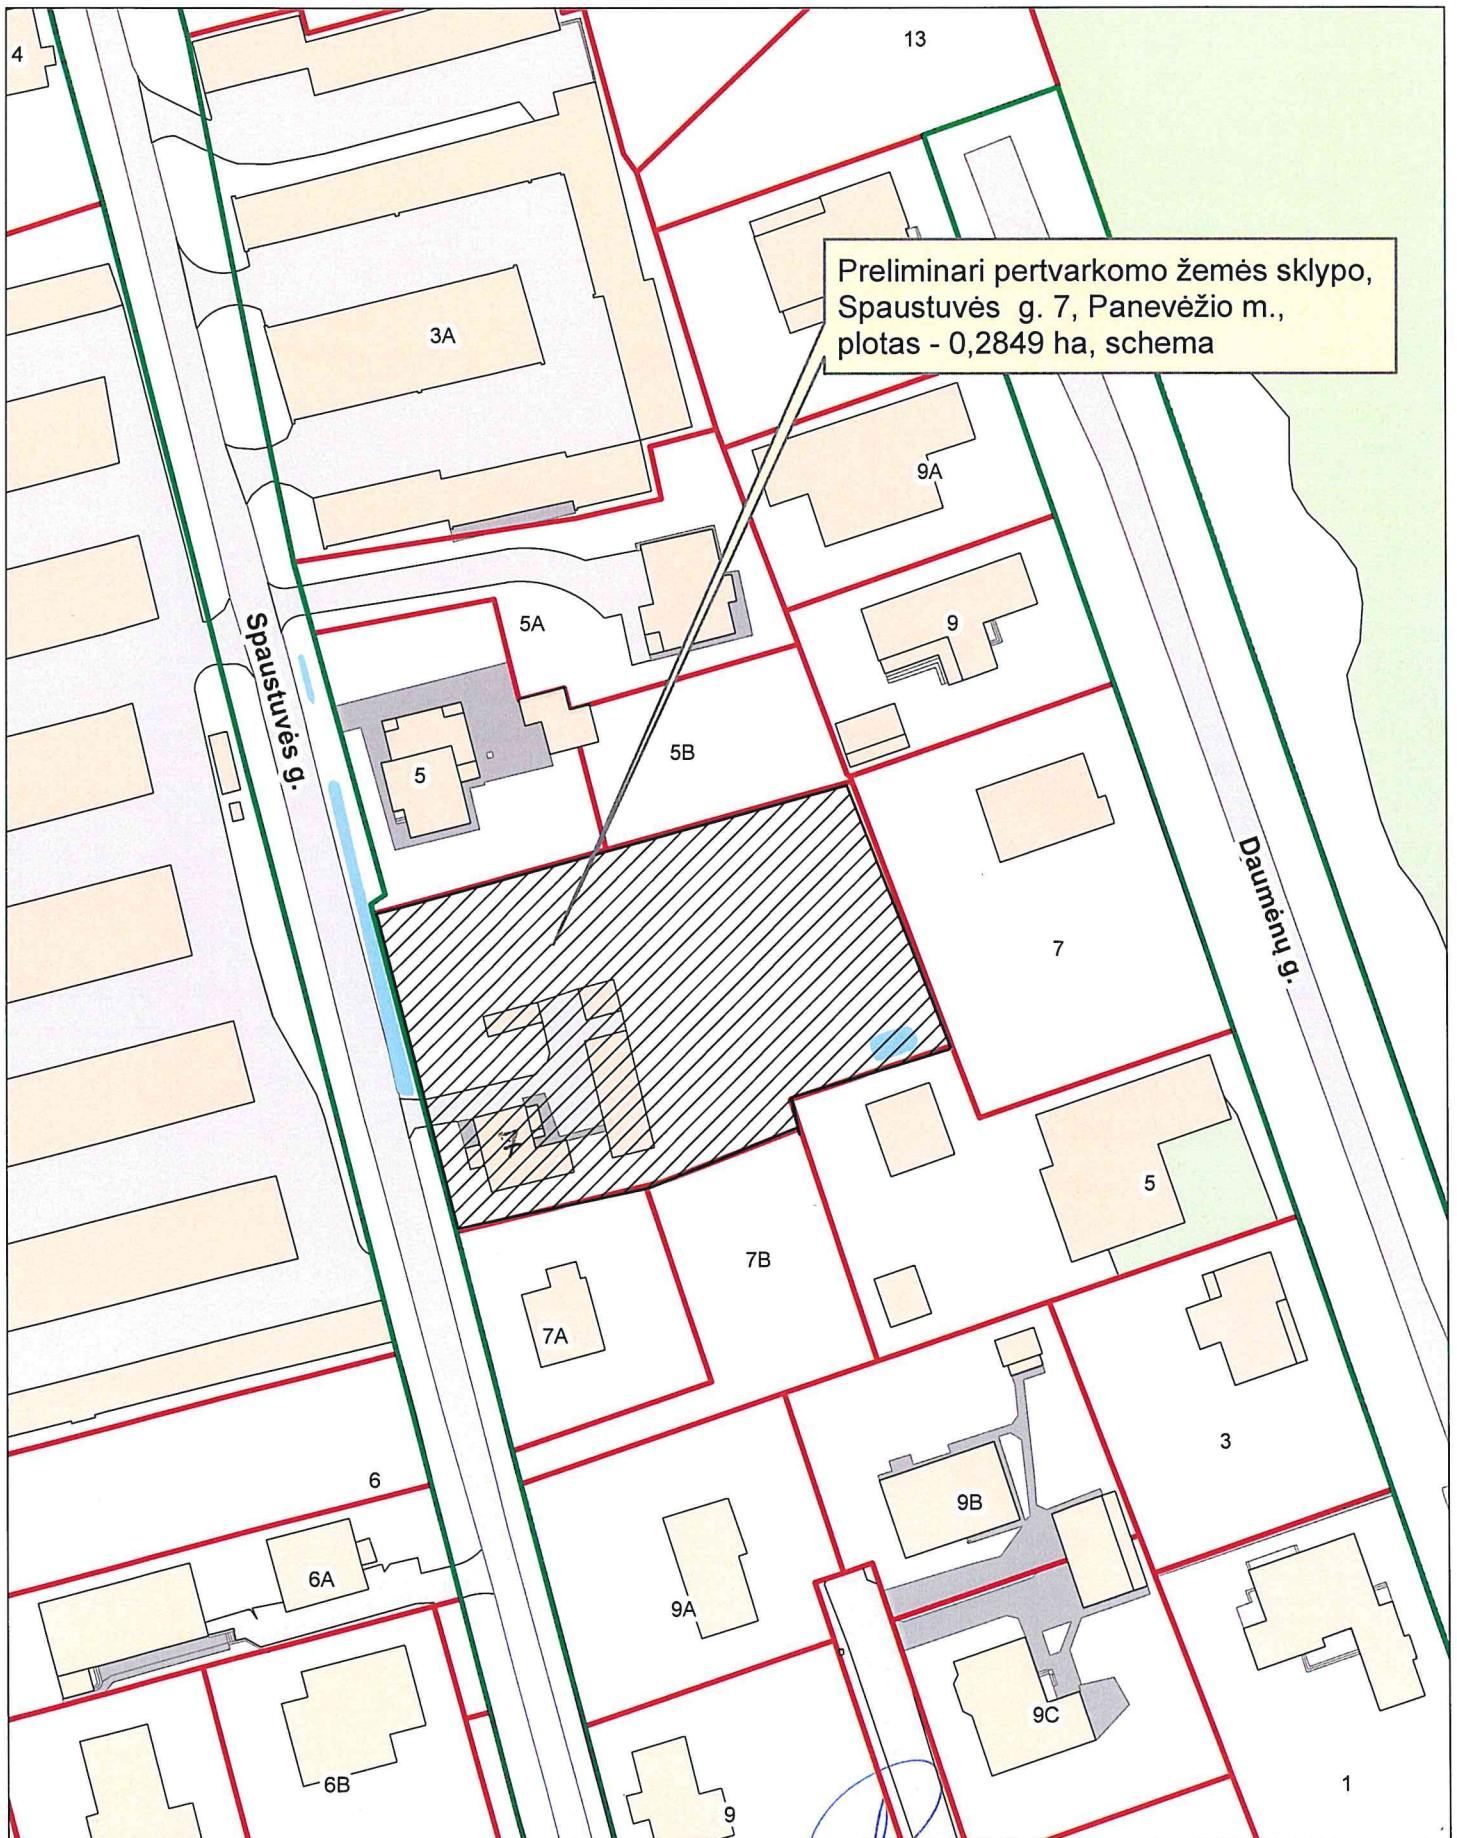 4
13
Preliminari pertvarkomo žemės sklypo,
Spaustuvės g. 7, Panevėžio m.,
plotas - 0,2849 ha, schema
3A
9A
9
5A
Spaustuvės g.
5B
5
Daumėnų g.
7
5
7B
7A
3
6
9B
6A
9A
9C
6B
9
1